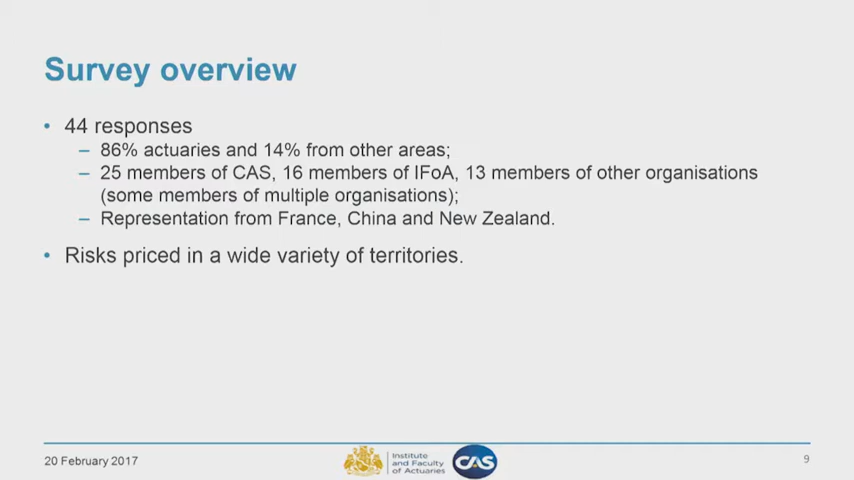 Survey overview
• 44 responses
– 86% actuaries and 14% from other areas;
– 25 members of CAS, 16 members of IFoA, 13 members of other organisations
(some members of multiple organisations);
– Representation from France, China and New Zealand.
• Risks priced in a wide variety of territories.
20 February 2017
Institute
and Faculty
of Actuaries
CAS
9